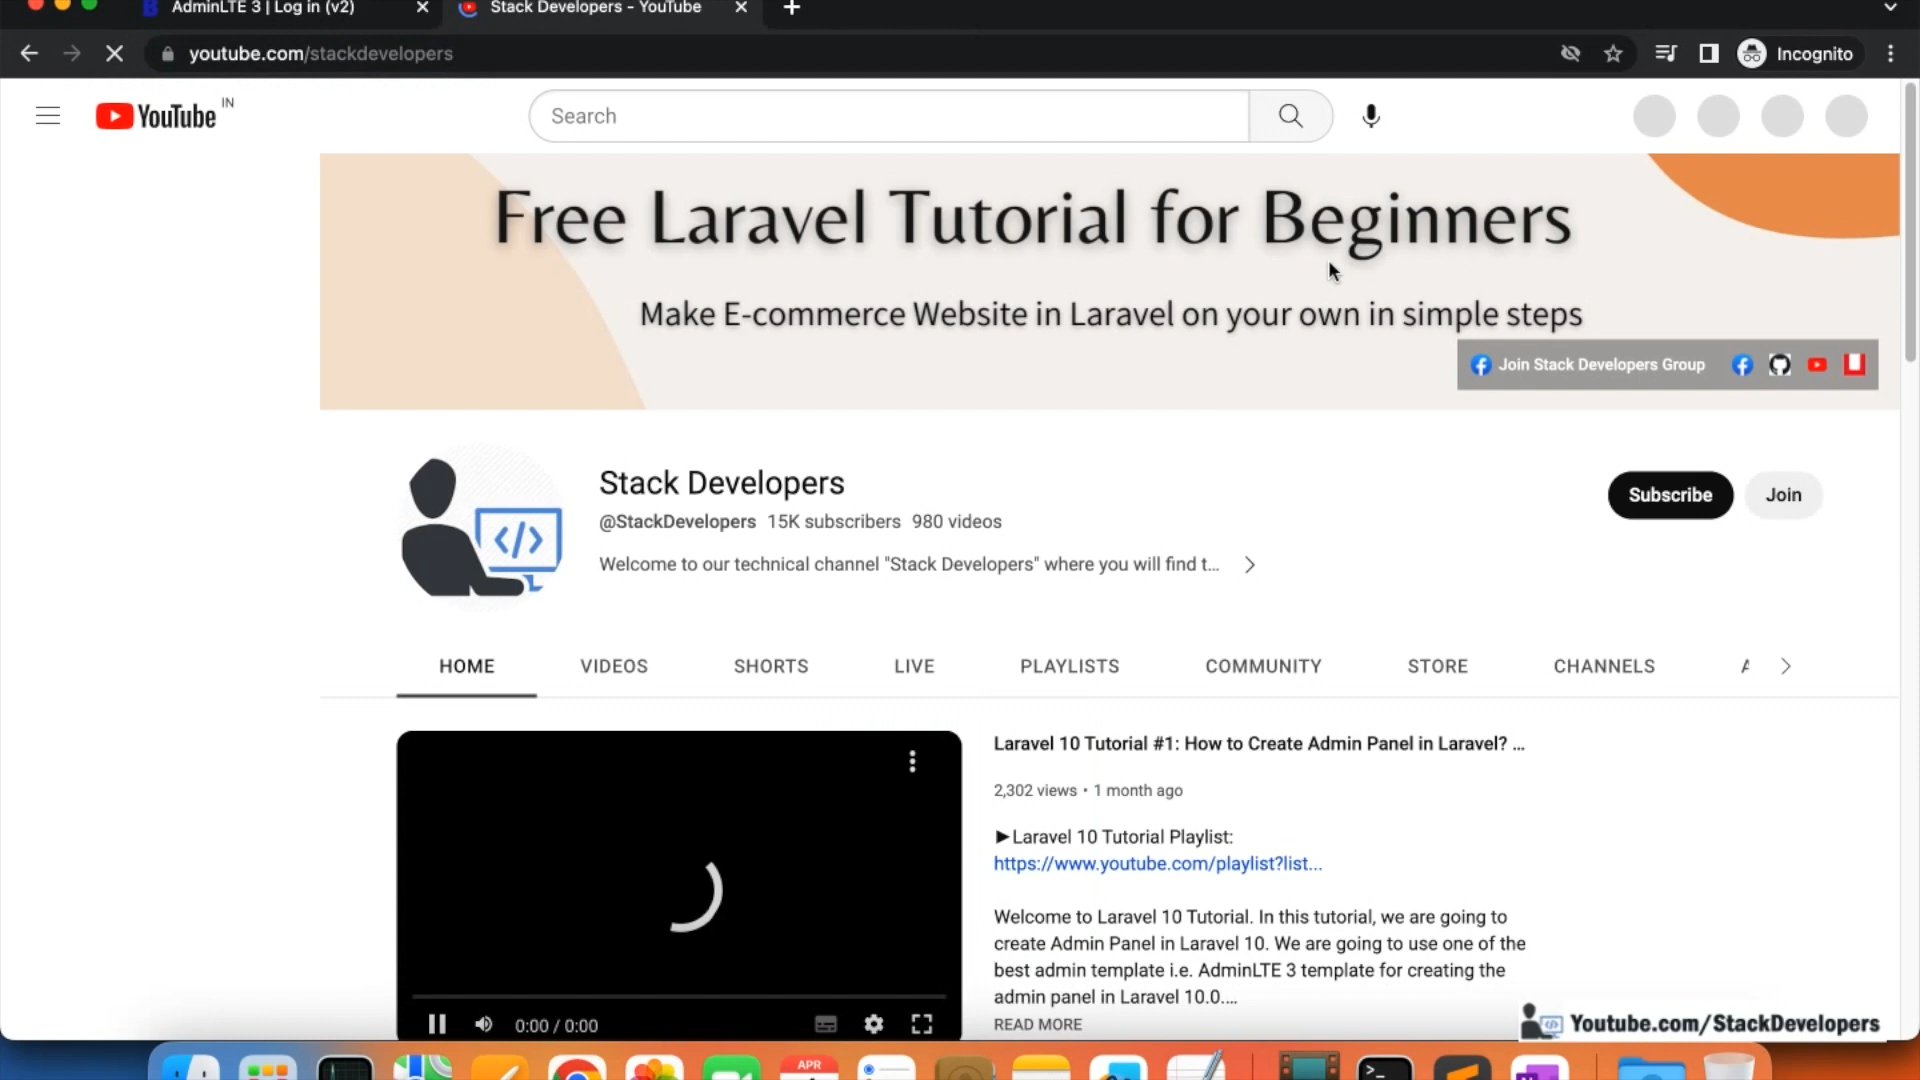 AdminLTE 3 | Log in (v2)
Stack Developers - YouTube
youtube.com/stackdevelopers
Incognito
YouTube
IN
Search
Free Laravel Tutorial for Beginners
Make E-commerce Website in Laravel on your own in simple steps
Join Stack Developers Group
Stack Developers
@StackDevelopers 15K subscribers 980 videos
Welcome to our technical channel "Stack Developers" where you will find t...
Subscribe
Join
HOME VIDEOS SHORTS LIVE PLAYLISTS COMMUNITY STORE CHANNELS
Laravel 10 Tutorial #1: How to Create Admin Panel in Laravel? ...
2,302 views • 1 month ago
►Laravel 10 Tutorial Playlist:
https://www.youtube.com/playlist?list...
Welcome to Laravel 10 Tutorial. In this tutorial, we are going to
create Admin Panel in Laravel 10. We are going to use one of the
best admin template i.e. AdminLTE 3 template for creating the
admin panel in Laravel 10.0....
READ MORE
0:00 / 0:00
</>
Youtube.com/StackDevelopers
APR